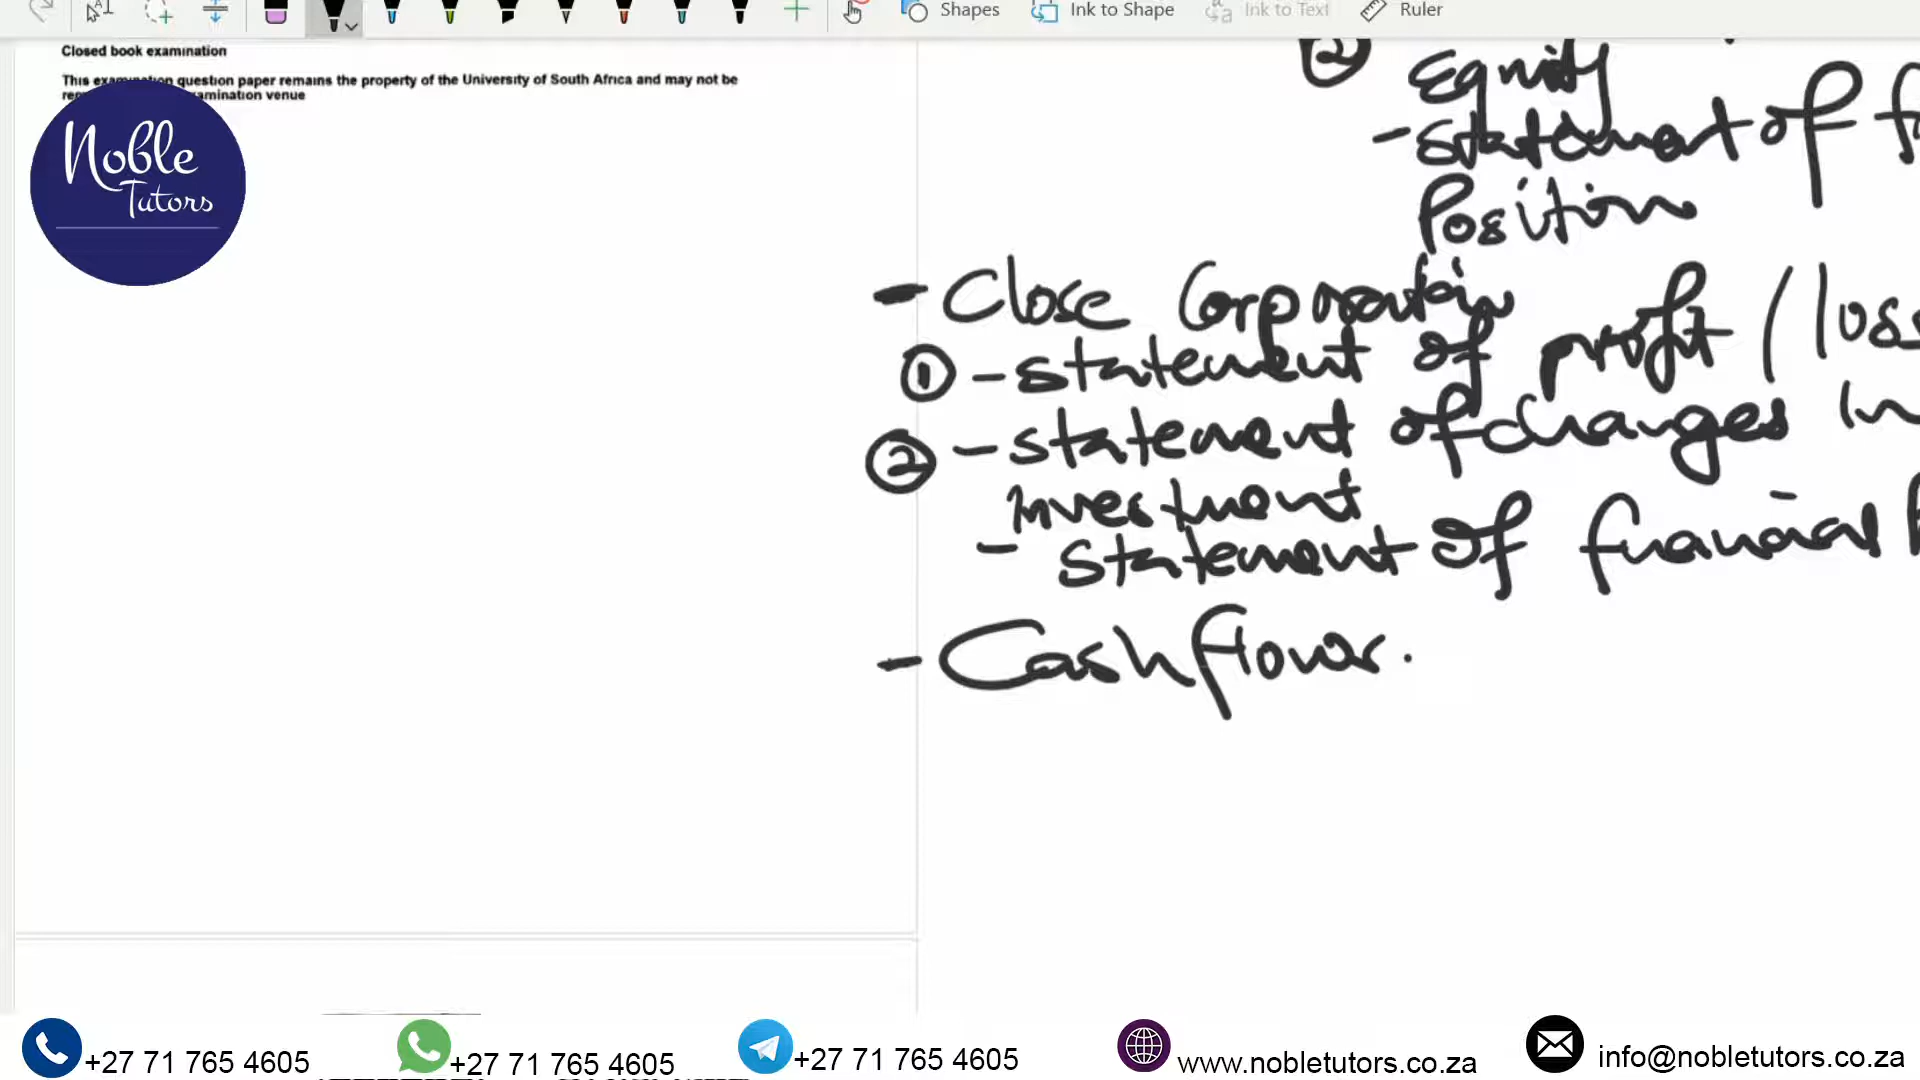 Shapes Ink to Shape Ink to Text Ruler
Closed book examination
This examination question paper remains the property of the University of South Africa and may not be
amination venue
Noble
Tutors
②
Equity
- Statement of f
Position
- Close Corporation
① - Statement of profit / loss
② - Statement of changes in
Investment
- Statement of financial
- Cashflows.
+27 71 765 4605
+27 71 765 4605
+27 71 765 4605
www.nobletutors.co.za
info@nobletutors.co.za